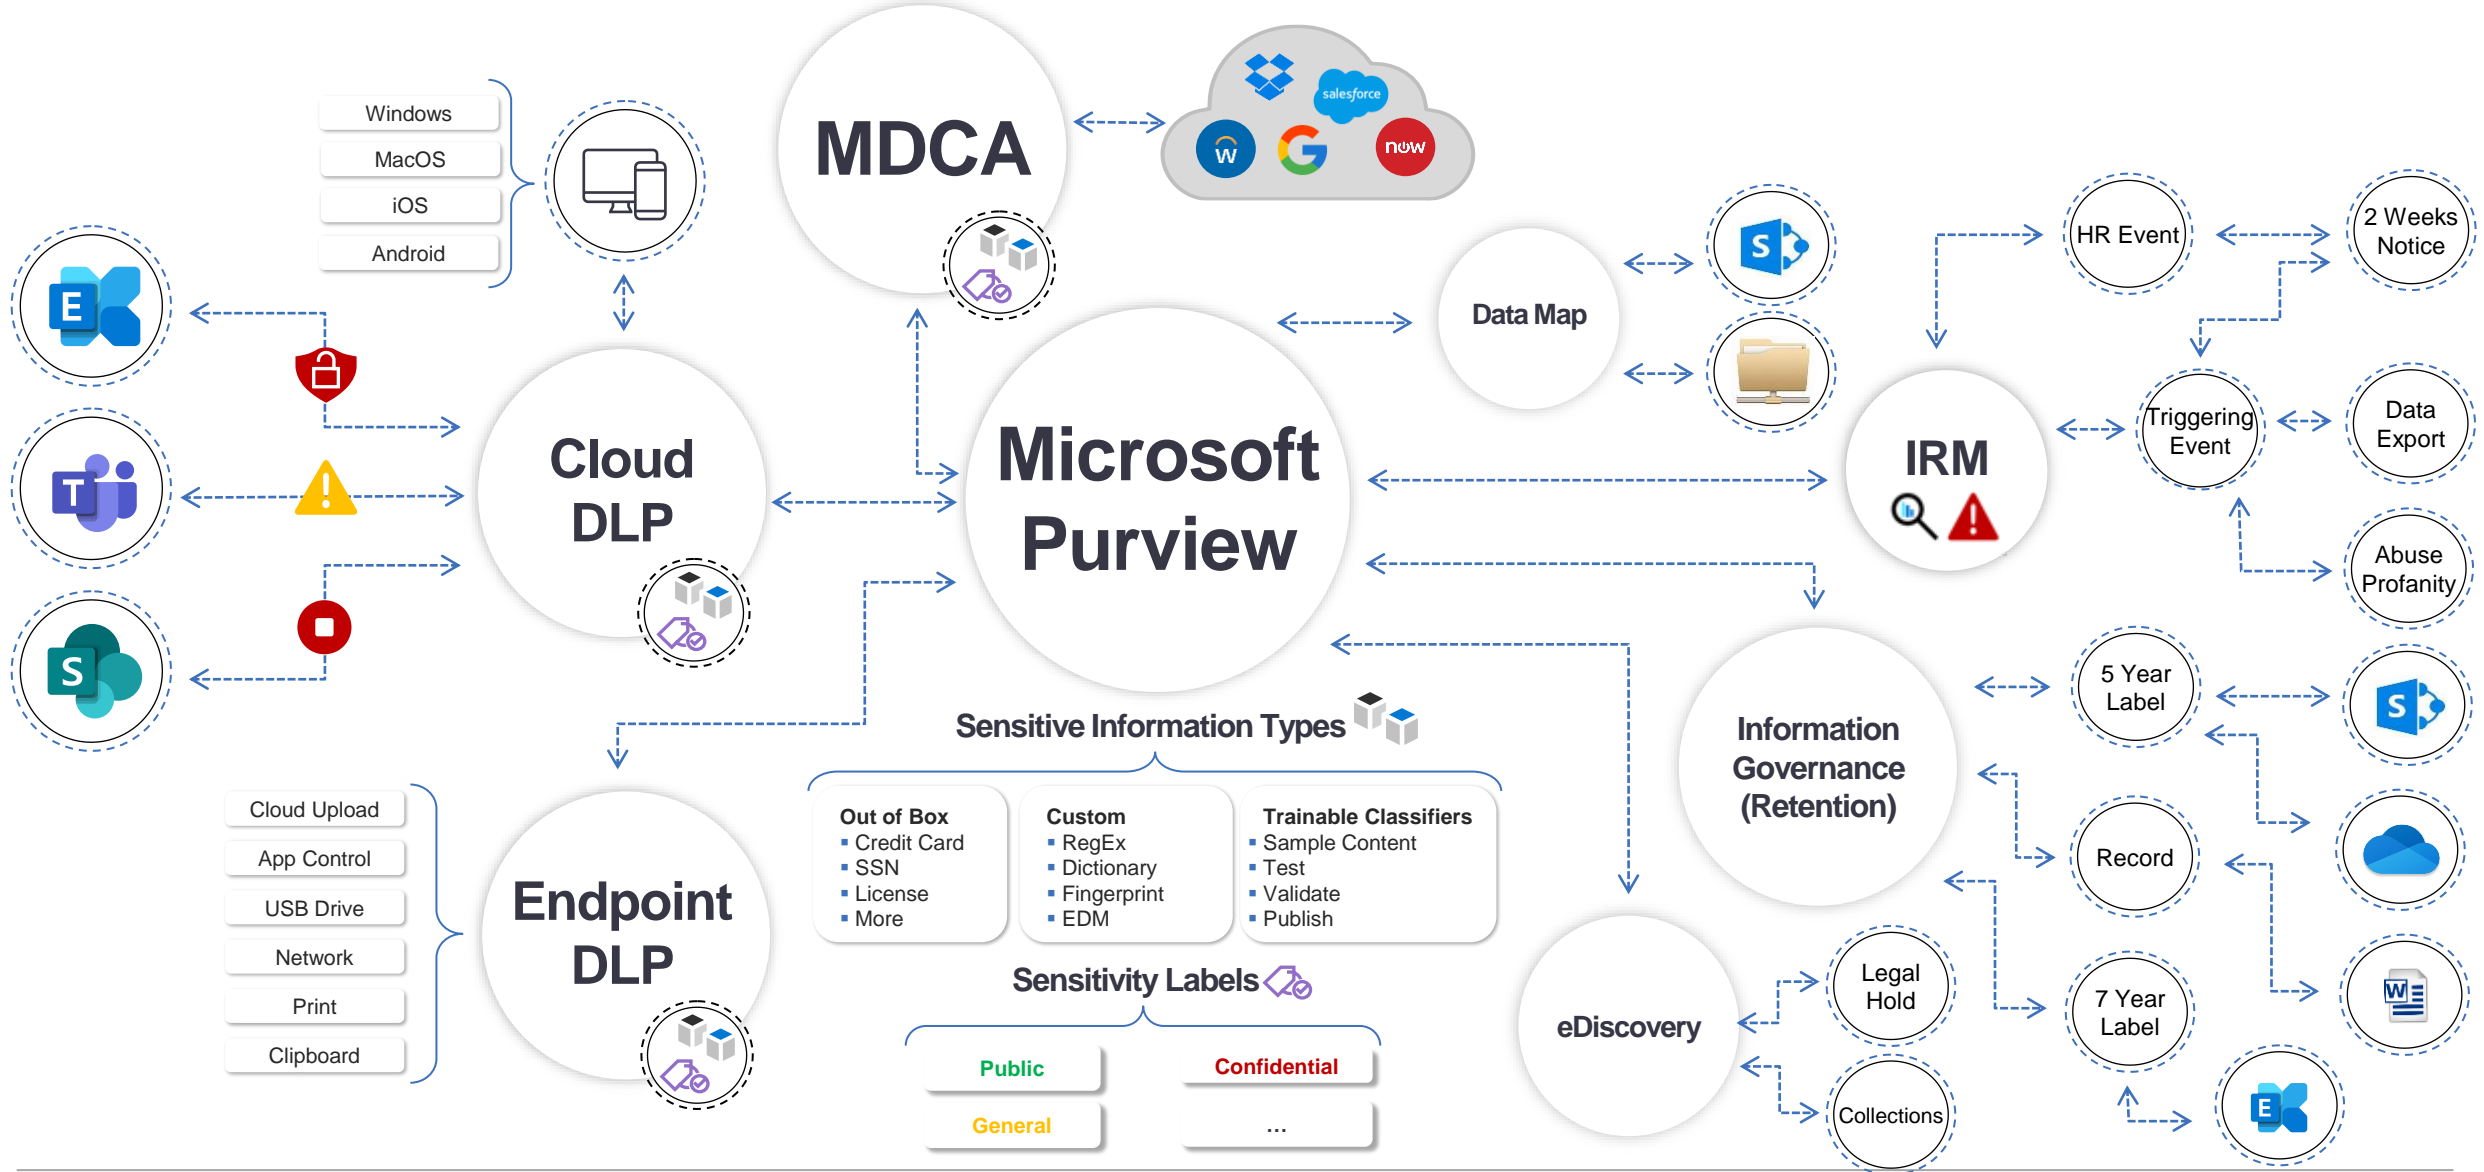 Windows
MacOS
iOS
Android
MDCA
salesforce
W
now
Data Map
S
HR Event
2 Weeks
Notice
E
T
S
Cloud
DLP
Microsoft
Purview
IRM
Triggering
Event
Data
Export
Abuse
Profanity
Cloud Upload
App Control
USB Drive
Network
Print
Clipboard
Endpoint
DLP
Sensitive Information Types
Out of Box
Credit Card
SSN
License
More
Custom
RegEx
Dictionary
Fingerprint
EDM
Trainable Classifiers
Sample Content
Test
Validate
Publish
Sensitivity Labels
Public
Confidential
General
...
Information
Governance
(Retention)
5 Year
Label
S
Record
7 Year
Label
W
E
eDiscovery
Legal
Hold
Collections